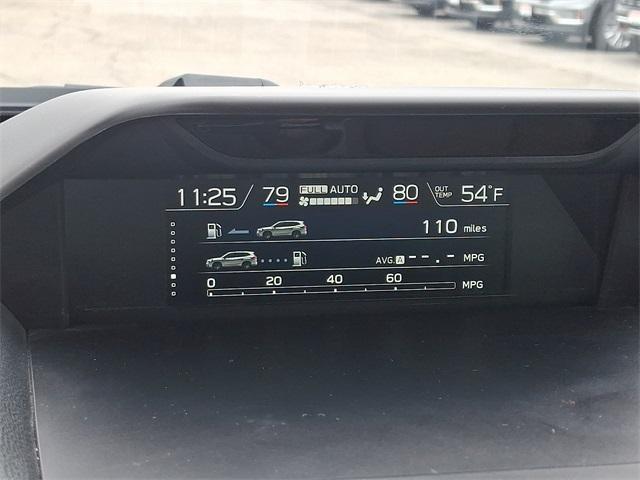 11:25 79 FULL AUTO 80 OUT TEMP 54°F
110 miles
AVG. A --.- MPG
0 20 40 60 MPG